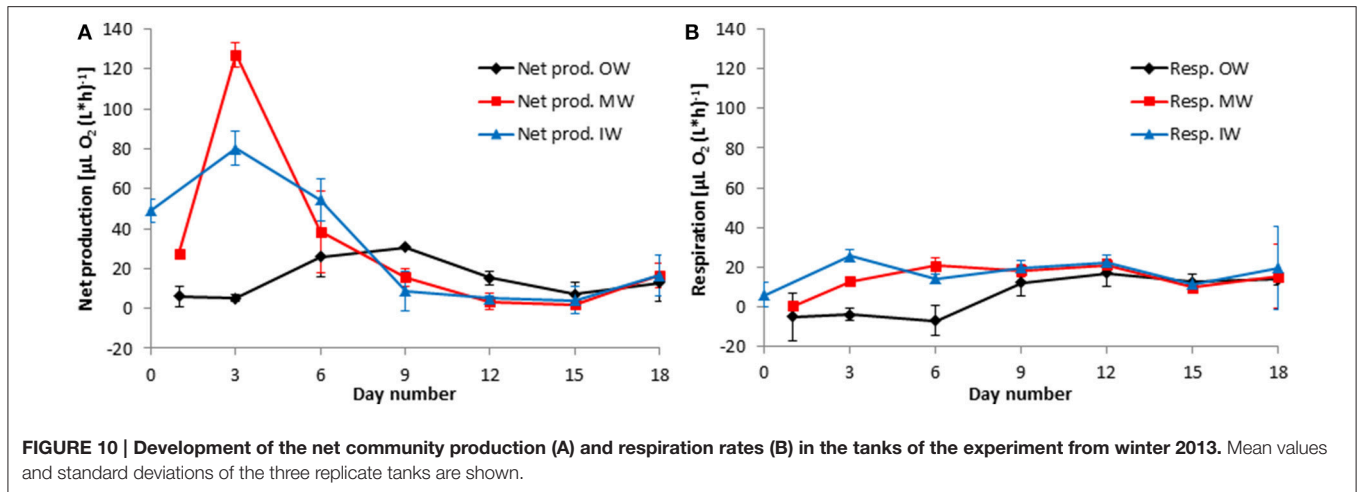 A
Net production [µL O₂ (L*h)⁻¹]
140
120
100
80
60
40
20
0
-20
0 3 6 9 12 15 18
Day number
Net prod. OW
Net prod. MW
Net prod. IW
B
Respiration [µL O₂ (L*h)⁻¹]
140
120
100
80
60
40
20
0
-20
0 3 6 9 12 15 18
Day number
Resp. OW
Resp. MW
Resp. IW
FIGURE 10 | Development of the net community production (A) and respiration rates (B) in the tanks of the experiment from winter 2013. Mean values
and standard deviations of the three replicate tanks are shown.